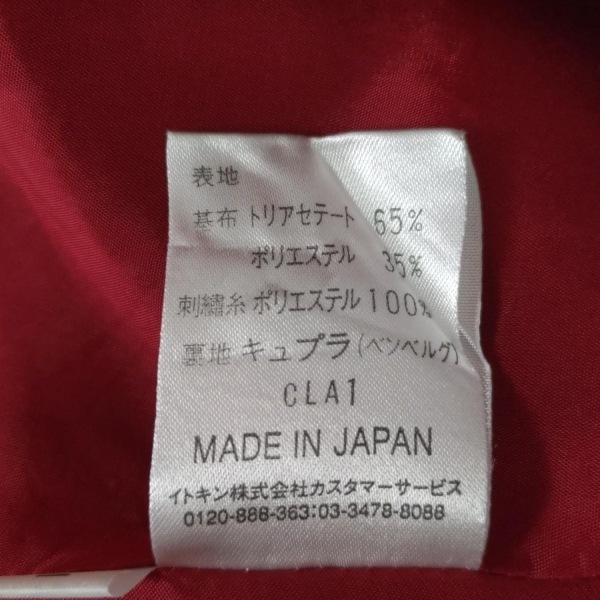 表地
基布 トリアセテート 65%
ポリエステル 35%
刺繡糸 ポリエステル 100%
裏地 キュプラ(ベンベルグ)
CLA1
MADE IN JAPAN
イトキン株式会社カスタマーサービス
0120-888-363:03-3478-8088